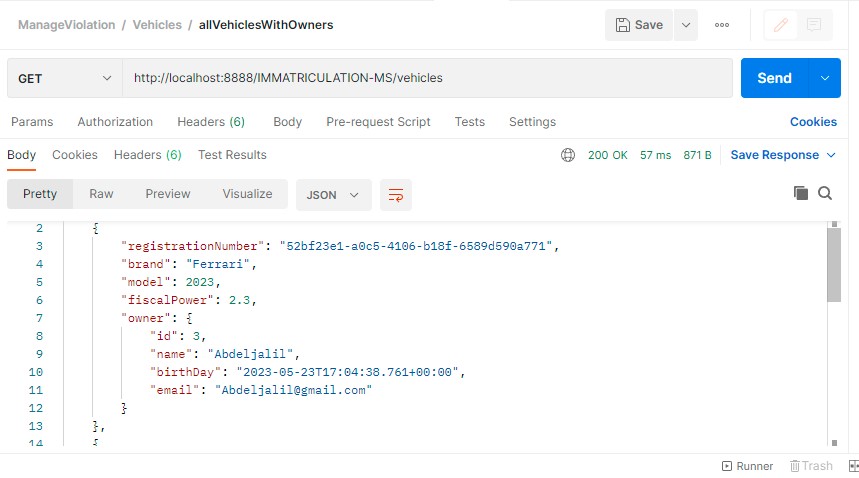 ManageViolation / Vehicles / allVehiclesWithOwners
Save
GET
http://localhost:8888/IMMATRICULATION-MS/vehicles
Send
Params Authorization Headers (6) Body Pre-request Script Tests Settings Cookies
Body Cookies Headers (6) Test Results 200 OK 57 ms 871 B Save Response
Pretty Raw Preview Visualize JSON
2 {
3 "registrationNumber": "52bf23e1-a0c5-4106-b18f-6589d590a771",
4 "brand": "Ferrari",
5 "model": 2023,
6 "fiscalPower": 2.3,
7 "owner": {
8 "id": 3,
9 "name": "Abdeljalil",
10 "birthDay": "2023-05-23T17:04:38.761+00:00",
11 "email": "Abdeljalil@gmail.com"
12 }
13 },
14 {
Runner Trash